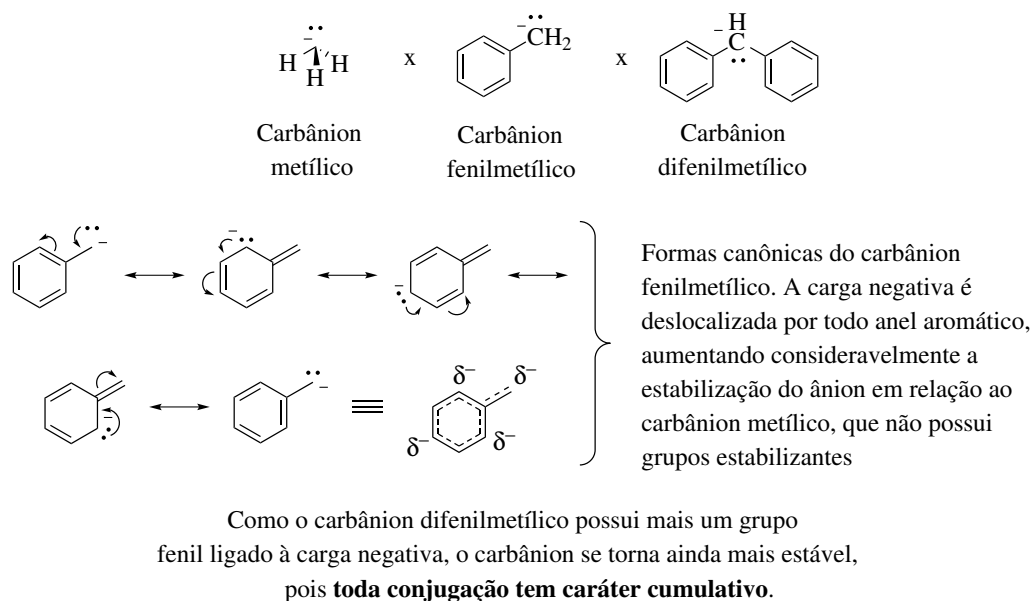 H
CH2
C
H H H
x
x
Carbânion
metílico
Carbânion
fenilmetílico
Carbânion
difenilmetílico
Formas canônicas do carbânion
fenilmetílico. A carga negativa é
deslocalizada por todo anel aromático,
aumentando consideravelmente a
estabilização do ânion em relação ao
carbânion metílico, que não possui
grupos estabilizantes
δ– δ–
δ– δ–
Como o carbânion difenilmetílico possui mais um grupo
fenil ligado à carga negativa, o carbânion se torna ainda mais estável,
pois toda conjugação tem caráter cumulativo.